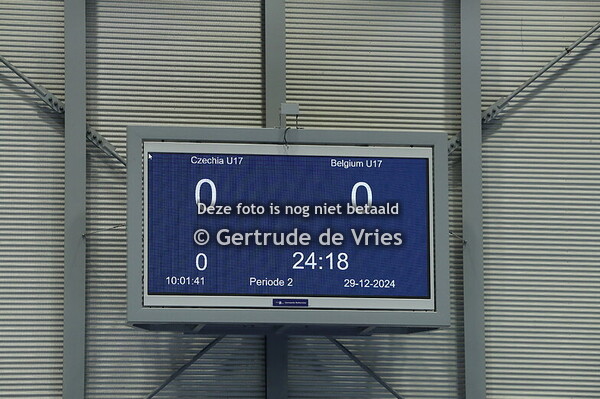 Czechia U17 Belgium U17
0 0
Deze foto is nog niet betaald
© Gertrude de Vries
0 24:18
10:01:41 Periode 2 29-12-2024